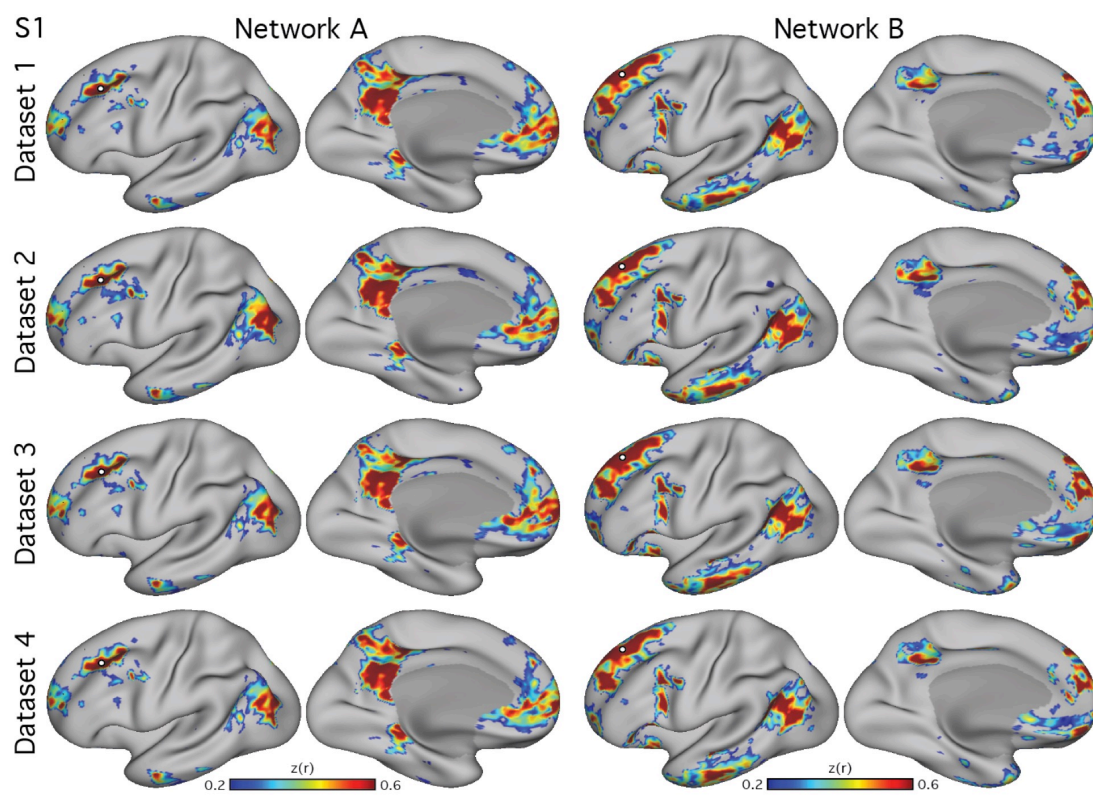 S1
Network A
Network B
Dataset 1
Dataset 2
Dataset 3
Dataset 4
z(r)
0.2
0.6
z(r)
0.2
0.6